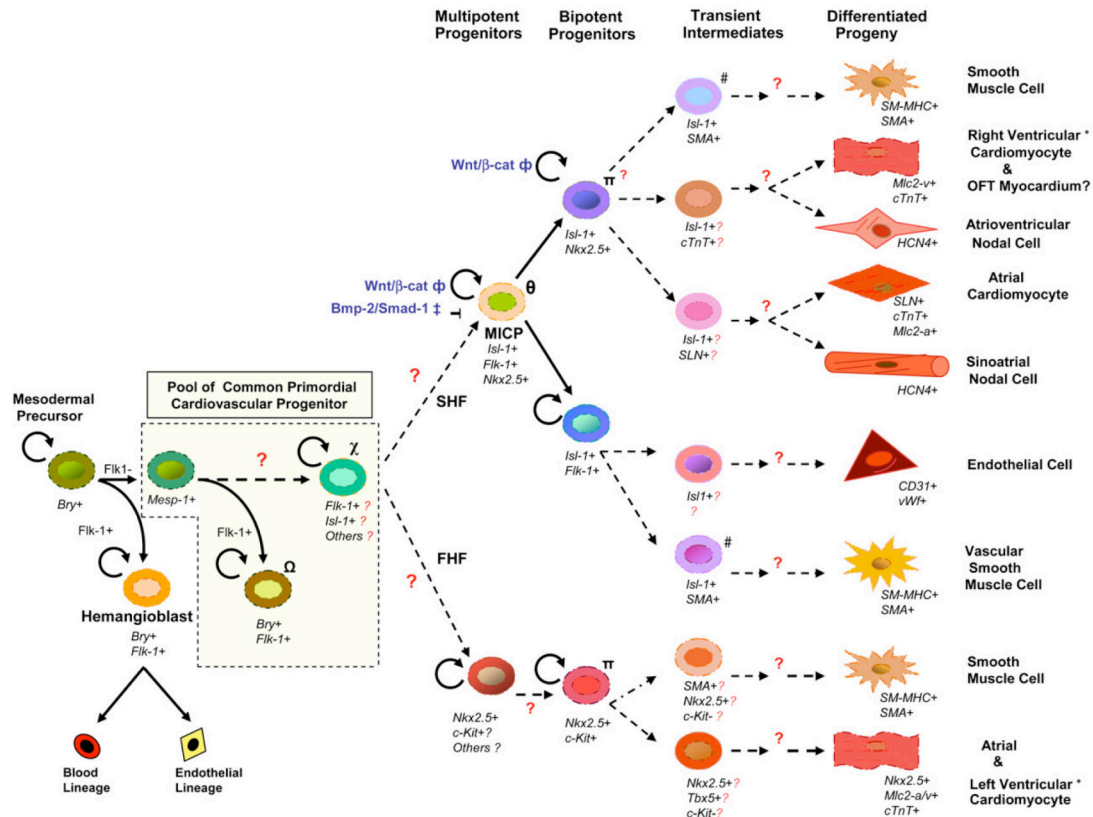 Multipotent
Progenitors
Bipotent
Progenitors
Transient
Intermediates
Differentiated
Progeny
#
?
Isl-1+
SMA+
SM-MHC+
SMA+
Smooth
Muscle Cell
Wnt/β-cat ф
π
?
Isl-1+
Nkx2.5+
?
Isl-1+?
cTnT+?
Mlc2-v+
cTnT+
Right Ventricular *
Cardiomyocyte
&
OFT Myocardium?
HCN4+
Atrioventricular
Nodal Cell
Wnt/β-cat ф
Bmp-2/Smad-1 ‡
θ
MICP
Isl-1+
Flk-1+
Nkx2.5+
?
Isl-1+?
SLN+?
SLN+
cTnT+
Mlc2-a+
Atrial
Cardiomyocyte
HCN4+
Sinoatrial
Nodal Cell
?
SHF
Pool of Common Primordial
Cardiovascular Progenitor
Mesodermal
Precursor
Flk1-
Bry+
Mesp-1+
?
χ
Flk-1+ ?
Isl-1+ ?
Others ?
Isl-1+
Flk-1+
?
Isl1+?
?
CD31+
vWf+
Endothelial Cell
Flk-1+
Flk-1+
Ω
Bry+
Flk-1+
Hemangioblast
Bry+
Flk-1+
Blood
Lineage
Endothelial
Lineage
?
FHF
#
?
Isl-1+
SMA+
SM-MHC+
SMA+
Vascular
Smooth
Muscle Cell
Nkx2.5+
c-Kit+?
Others ?
?
π
Nkx2.5+
c-Kit+
?
SMA+?
Nkx2.5+?
c-Kit- ?
SM-MHC+
SMA+
Smooth
Muscle Cell
?
Nkx2.5+?
Tbx5+?
c-Kit-?
Nkx2.5+
Mlc2-a/v+
cTnT+
Atrial
&
Left Ventricular *
Cardiomyocyte